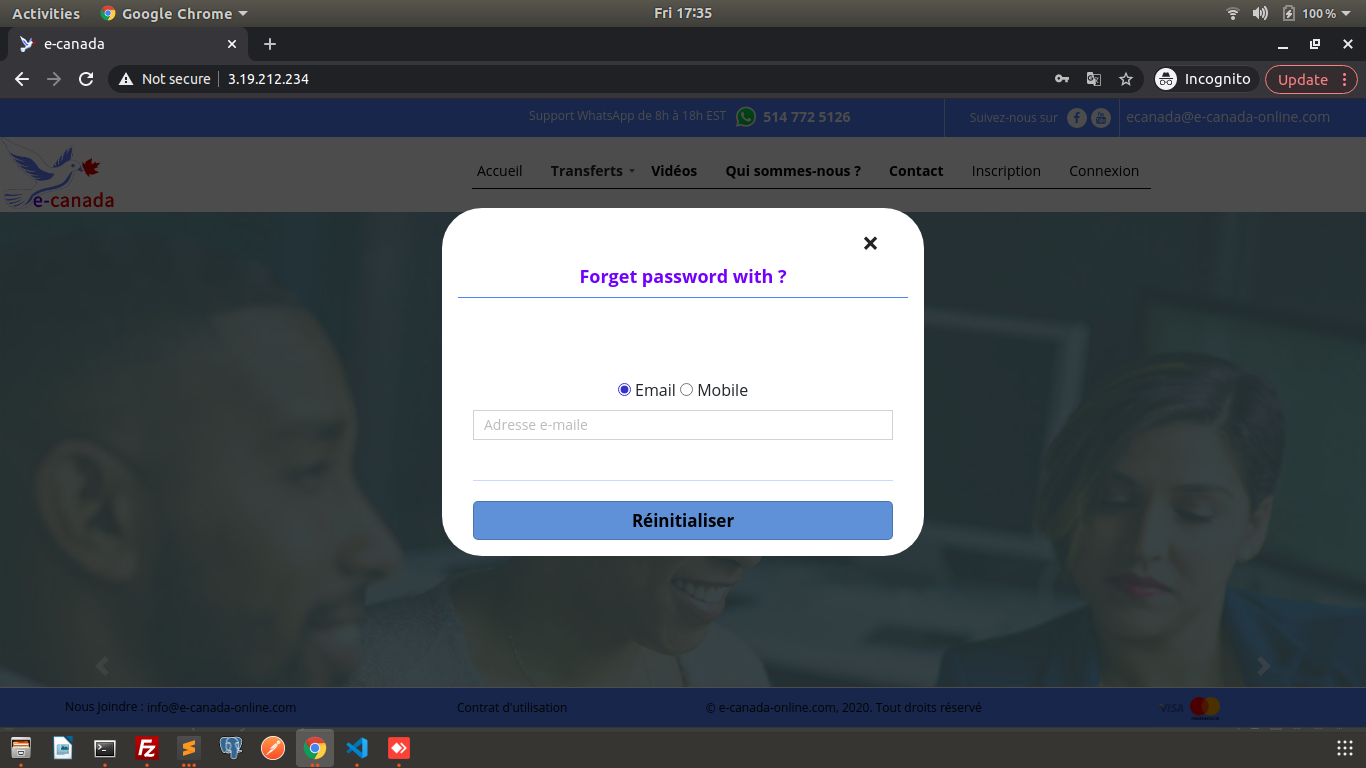 Activities Google Chrome Fri 17:35 100 %
e-canada
Not secure 3.19.212.234 Incognito Update
Support WhatsApp de 8h à 18h EST 514 772 5126 Suivez-nous sur ecanada@e-canada-online.com
Accueil Transferts Vidéos Qui sommes-nous ? Contact Inscription Connexion
e-canada
Forget password with ?
Email Mobile
Adresse e-maile
Réinitialiser
Nous Joindre : info@e-canada-online.com Contrat d'utilisation © e-canada-online.com, 2020. Tout droits réservé VISA